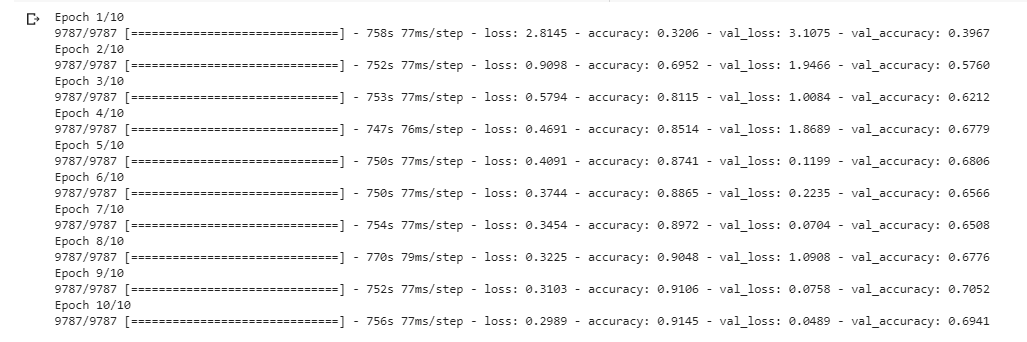 Epoch 1/10
9787/9787 [==============================] - 758s 77ms/step - loss: 2.8145 - accuracy: 0.3206 - val_loss: 3.1075 - val_accuracy: 0.3967
Epoch 2/10
9787/9787 [==============================] - 752s 77ms/step - loss: 0.9098 - accuracy: 0.6952 - val_loss: 1.9466 - val_accuracy: 0.5760
Epoch 3/10
9787/9787 [==============================] - 753s 77ms/step - loss: 0.5794 - accuracy: 0.8115 - val_loss: 1.0084 - val_accuracy: 0.6212
Epoch 4/10
9787/9787 [==============================] - 747s 76ms/step - loss: 0.4691 - accuracy: 0.8514 - val_loss: 1.8689 - val_accuracy: 0.6779
Epoch 5/10
9787/9787 [==============================] - 750s 77ms/step - loss: 0.4091 - accuracy: 0.8741 - val_loss: 0.1199 - val_accuracy: 0.6806
Epoch 6/10
9787/9787 [==============================] - 750s 77ms/step - loss: 0.3744 - accuracy: 0.8865 - val_loss: 0.2235 - val_accuracy: 0.6566
Epoch 7/10
9787/9787 [==============================] - 754s 77ms/step - loss: 0.3454 - accuracy: 0.8972 - val_loss: 0.0704 - val_accuracy: 0.6508
Epoch 8/10
9787/9787 [==============================] - 770s 79ms/step - loss: 0.3225 - accuracy: 0.9048 - val_loss: 1.0908 - val_accuracy: 0.6776
Epoch 9/10
9787/9787 [==============================] - 752s 77ms/step - loss: 0.3103 - accuracy: 0.9106 - val_loss: 0.0758 - val_accuracy: 0.7052
Epoch 10/10
9787/9787 [==============================] - 756s 77ms/step - loss: 0.2989 - accuracy: 0.9145 - val_loss: 0.0489 - val_accuracy: 0.6941